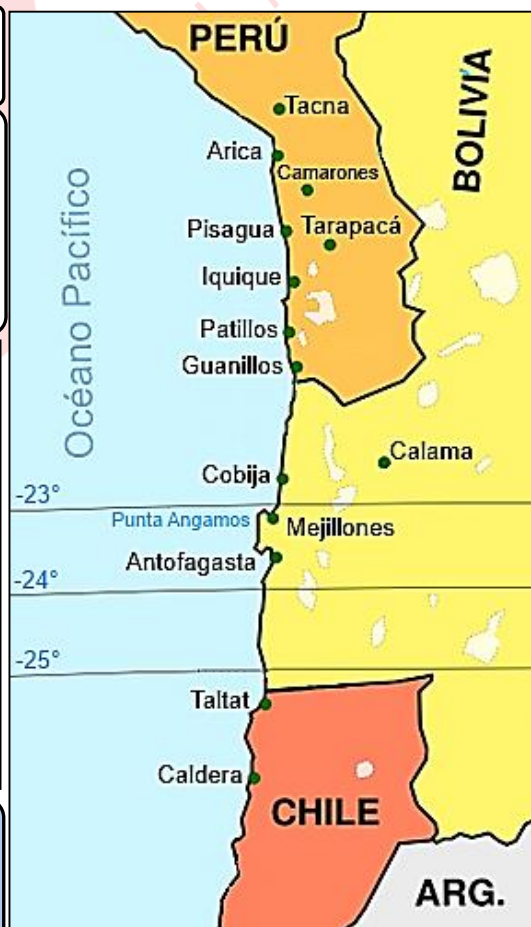 PERÚ
BOLIVIA
Tacna
Arica
Camarones
Pisagua
Tarapacá
Iquique
Patillos
Guanillos
Océano Pacífico
Calama
Cobija
-23°
Punta Angamos
Mejillones
Antofagasta
-24°
-25°
Taltat
Caldera
CHILE
ARG.